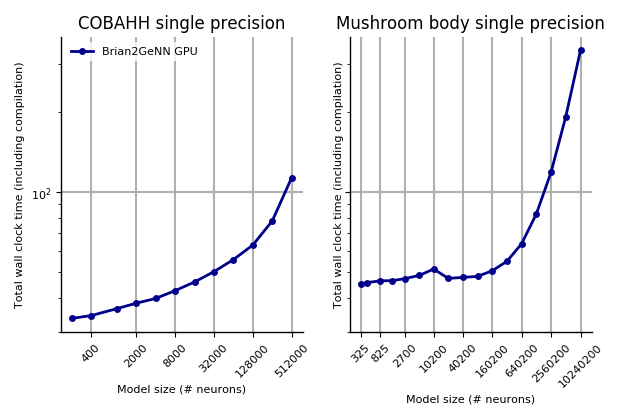 COBAHH single precision
Brian2GeNN GPU
Total wall clock time (including compilation)
10²
400
2000
8000
32000
128000
512000
Model size (# neurons)
Mushroom body single precision
Total wall clock time (including compilation)
325
825
2700
10200
40200
160200
640200
2560200
10240200
Model size (# neurons)